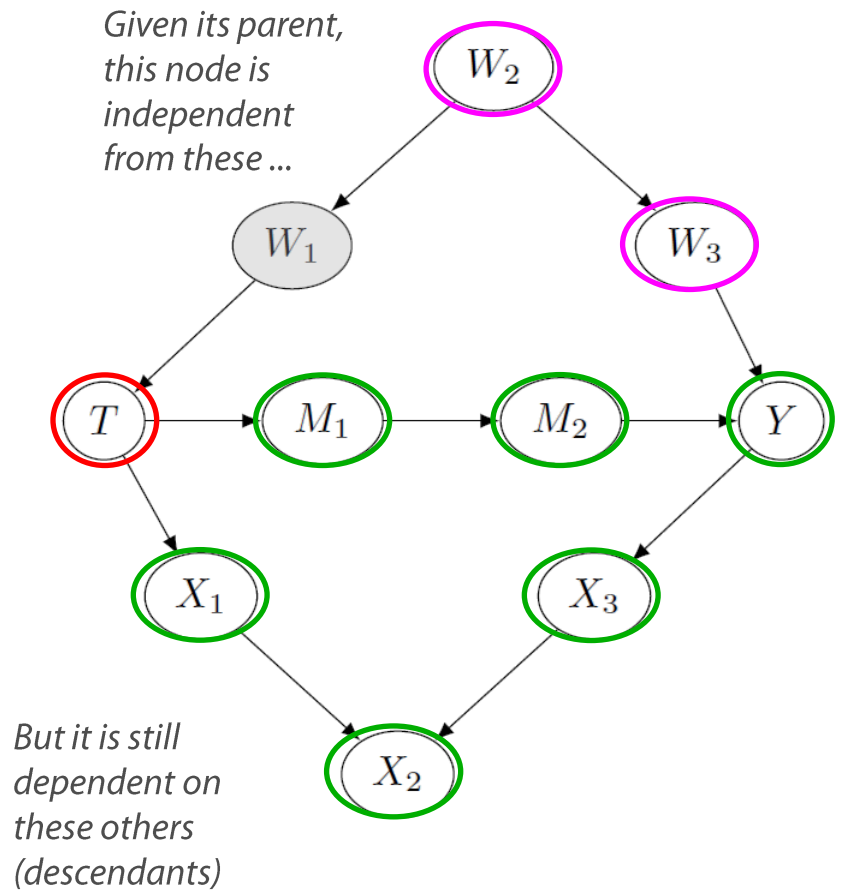 Given its parent,
this node is
independent
from these ...
W₂
W₁
W₃
T
M₁
M₂
Y
X₁
X₃
X₂
But it is still
dependent on
these others
(descendants)